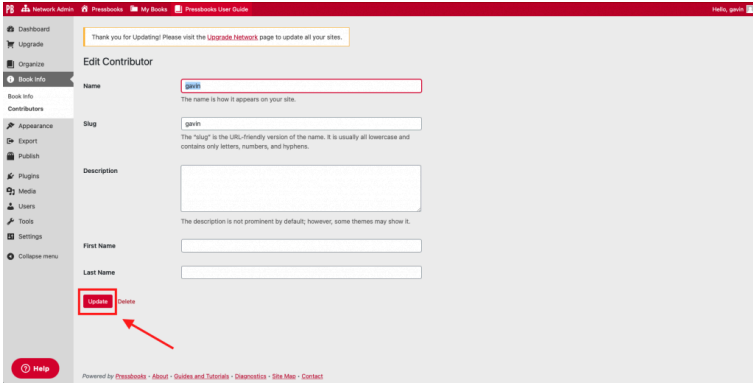 PB Network Admin Pressbooks My Books Pressbooks User Guide Hello, gavin
Dashboard
Upgrade
Organize
Book Info
Book Info
Contributors
Appearance
Export
Publish
Plugins
Media
Users
Tools
Settings
Collapse menu
Help
Thank you for Updating! Please visit the Upgrade Network page to update all your sites.
Edit Contributor
Name
gavin
The name is how it appears on your site.
Slug
gavin
The "slug" is the URL-friendly version of the name. It is usually all lowercase and
contains only letters, numbers, and hyphens.
Description
The description is not prominent by default; however, some themes may show it.
First Name
Last Name
Update Delete
Powered by Pressbooks • About • Guides and Tutorials • Diagnostics • Site Map • Contact